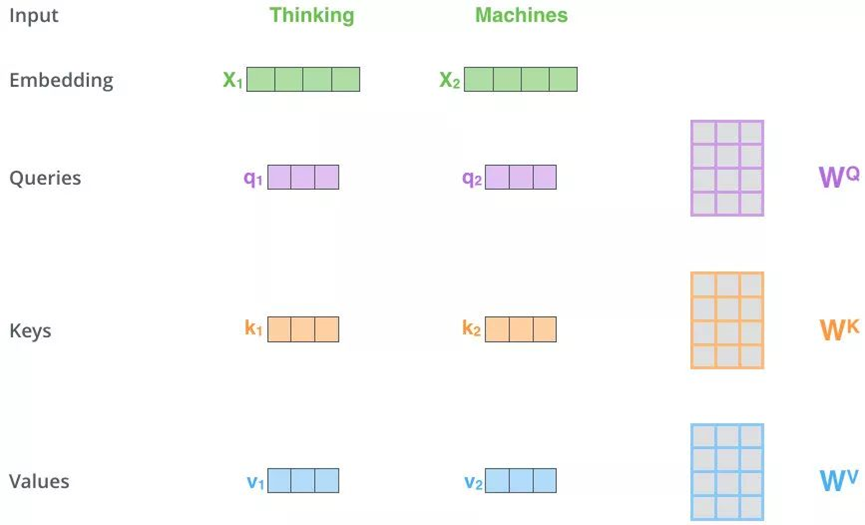 Input Thinking Machines
Embedding X1 X2
Queries q1 q2 WQ
Keys k1 k2 WK
Values v1 v2 WV